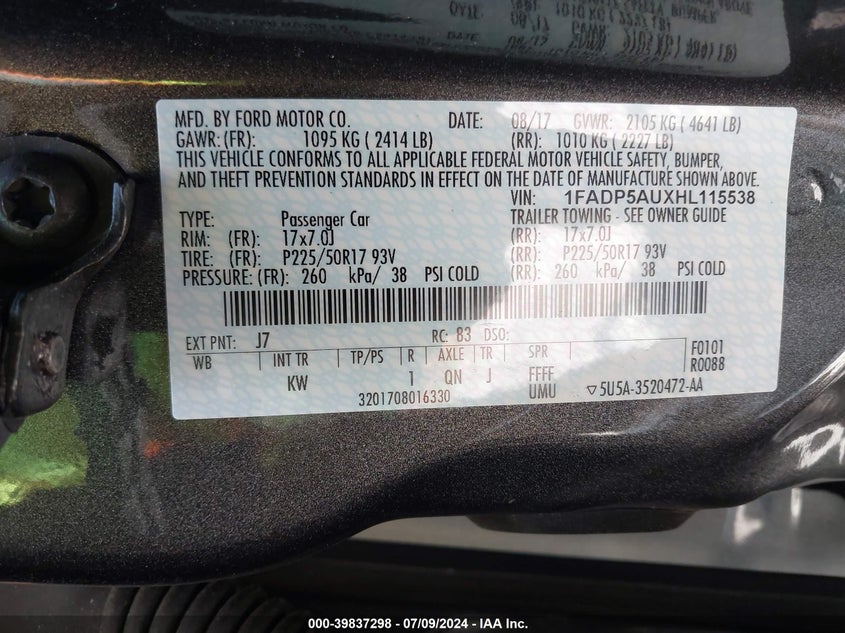 MFD. BY FORD MOTOR CO. DATE: 08/17 GVWR: 2105 KG ( 4641 LB)
GAWR: (FR): 1095 KG ( 2414 LB) (RR): 1010 KG ( 2227 LB)
THIS VEHICLE CONFORMS TO ALL APPLICABLE FEDERAL MOTOR VEHICLE SAFETY, BUMPER,
AND THEFT PREVENTION STANDARDS IN EFFECT ON THE DATE OF MANUFACTURE SHOWN ABOVE.
VIN: 1FADP5AUXHL115538
TYPE: Passenger Car TRAILER TOWING - SEE OWNER GUIDE
RIM: (FR): 17x7.0J (RR): 17x7.0J
TIRE: (FR): P225/50R17 93V (RR): P225/50R17 93V
PRESSURE: (FR): 260 kPa/ 38 PSI COLD (RR): 260 kPa/ 38 PSI COLD
EXT PNT: J7 RC: 83 DSO:
WB INT TR TP/PS R AXLE TR SPR F0101
KW 1 QN J FFFF R0088
3201708016330 UMU ▽5U5A-3520472-AA
000-39837298 - 07/09/2024 - IAA Inc.